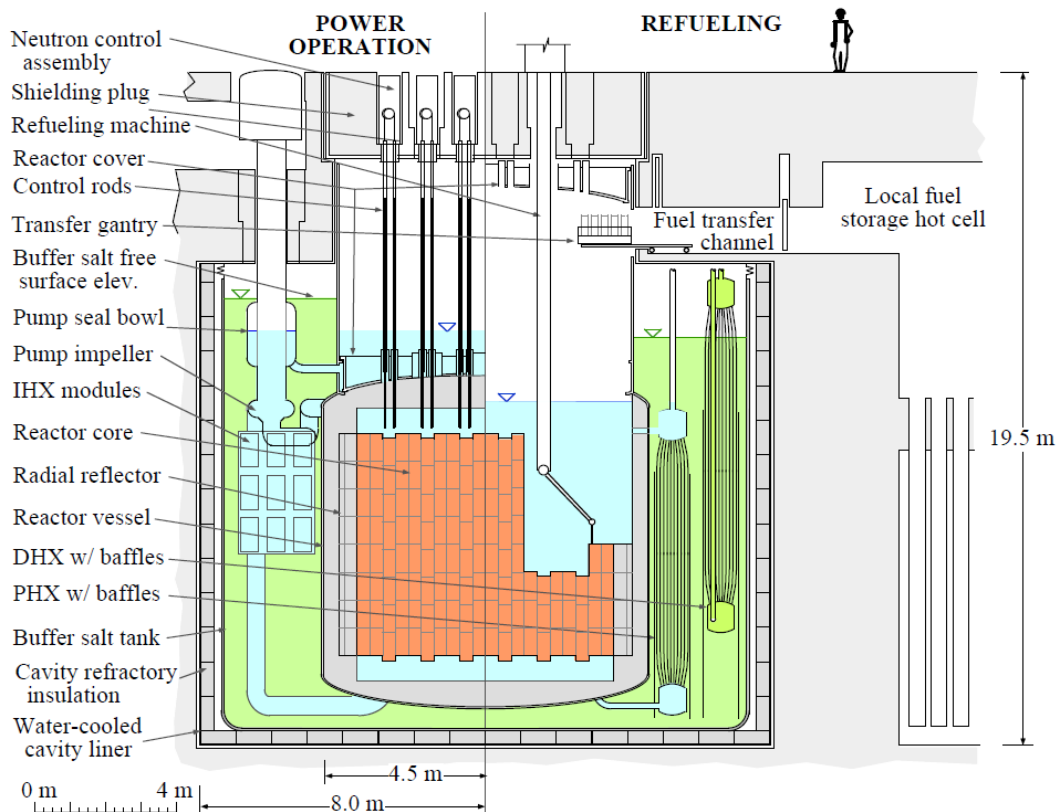 POWER
OPERATION
REFUELING
Neutron control
assembly
Shielding plug
Refueling machine
Reactor cover
Control rods
Transfer gantry
Buffer salt free
surface elev.
Pump seal bowl
Pump impeller
IHX modules
Reactor core
Radial reflector
Reactor vessel
DHX w/ baffles
PHX w/ baffles
Buffer salt tank
Cavity refractory
insulation
Water-cooled
cavity liner
Fuel transfer
channel
Local fuel
storage hot cell
19.5 m
4.5 m
8.0 m
0 m
4 m